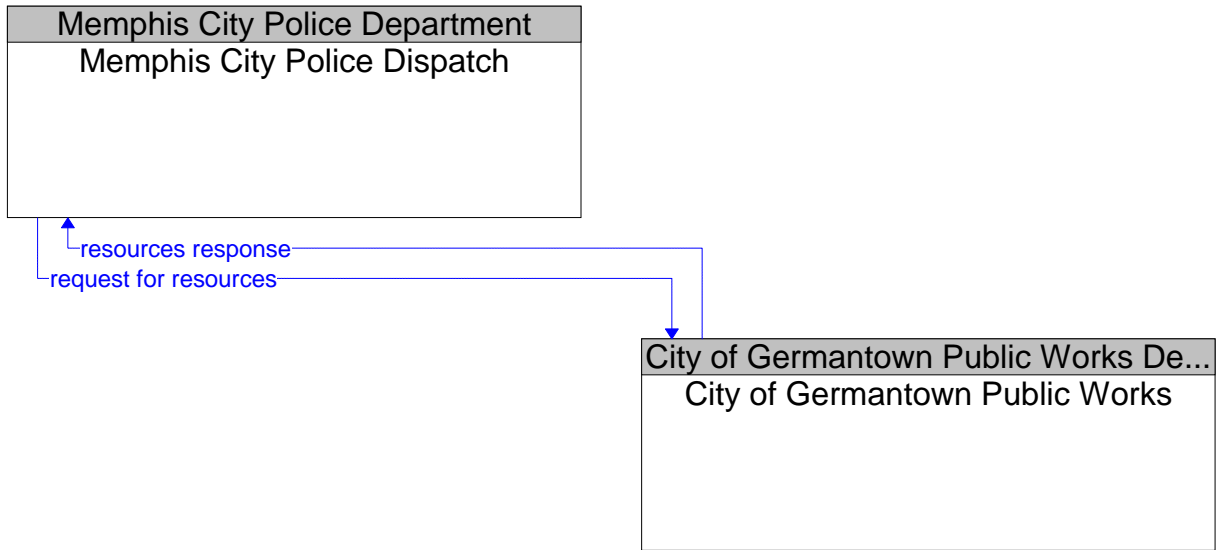 Memphis City Police Department
Memphis City Police Dispatch
resources response
request for resources
City of Germantown Public Works De...
City of Germantown Public Works